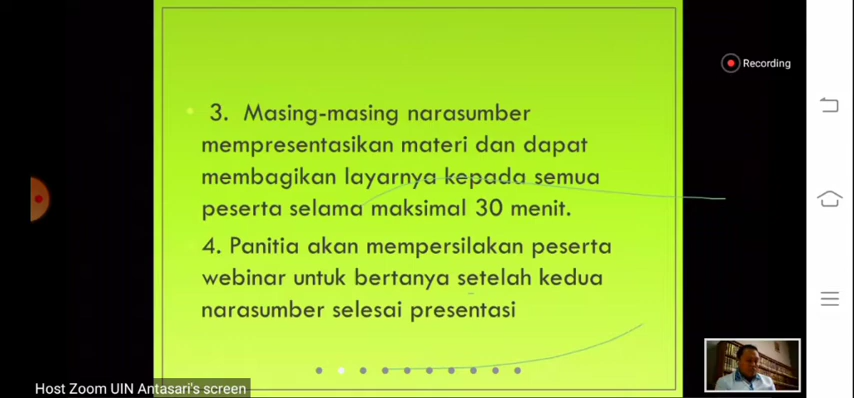 Recording
3. Masing-masing narasumber
mempresentasikan materi dan dapat
membagikan layarnya kepada semua
peserta selama maksimal 30 menit.
4. Panitia akan mempersilakan peserta
webinar untuk bertanya setelah kedua
narasumber selesai presentasi
Host Zoom UIN Antasari's screen